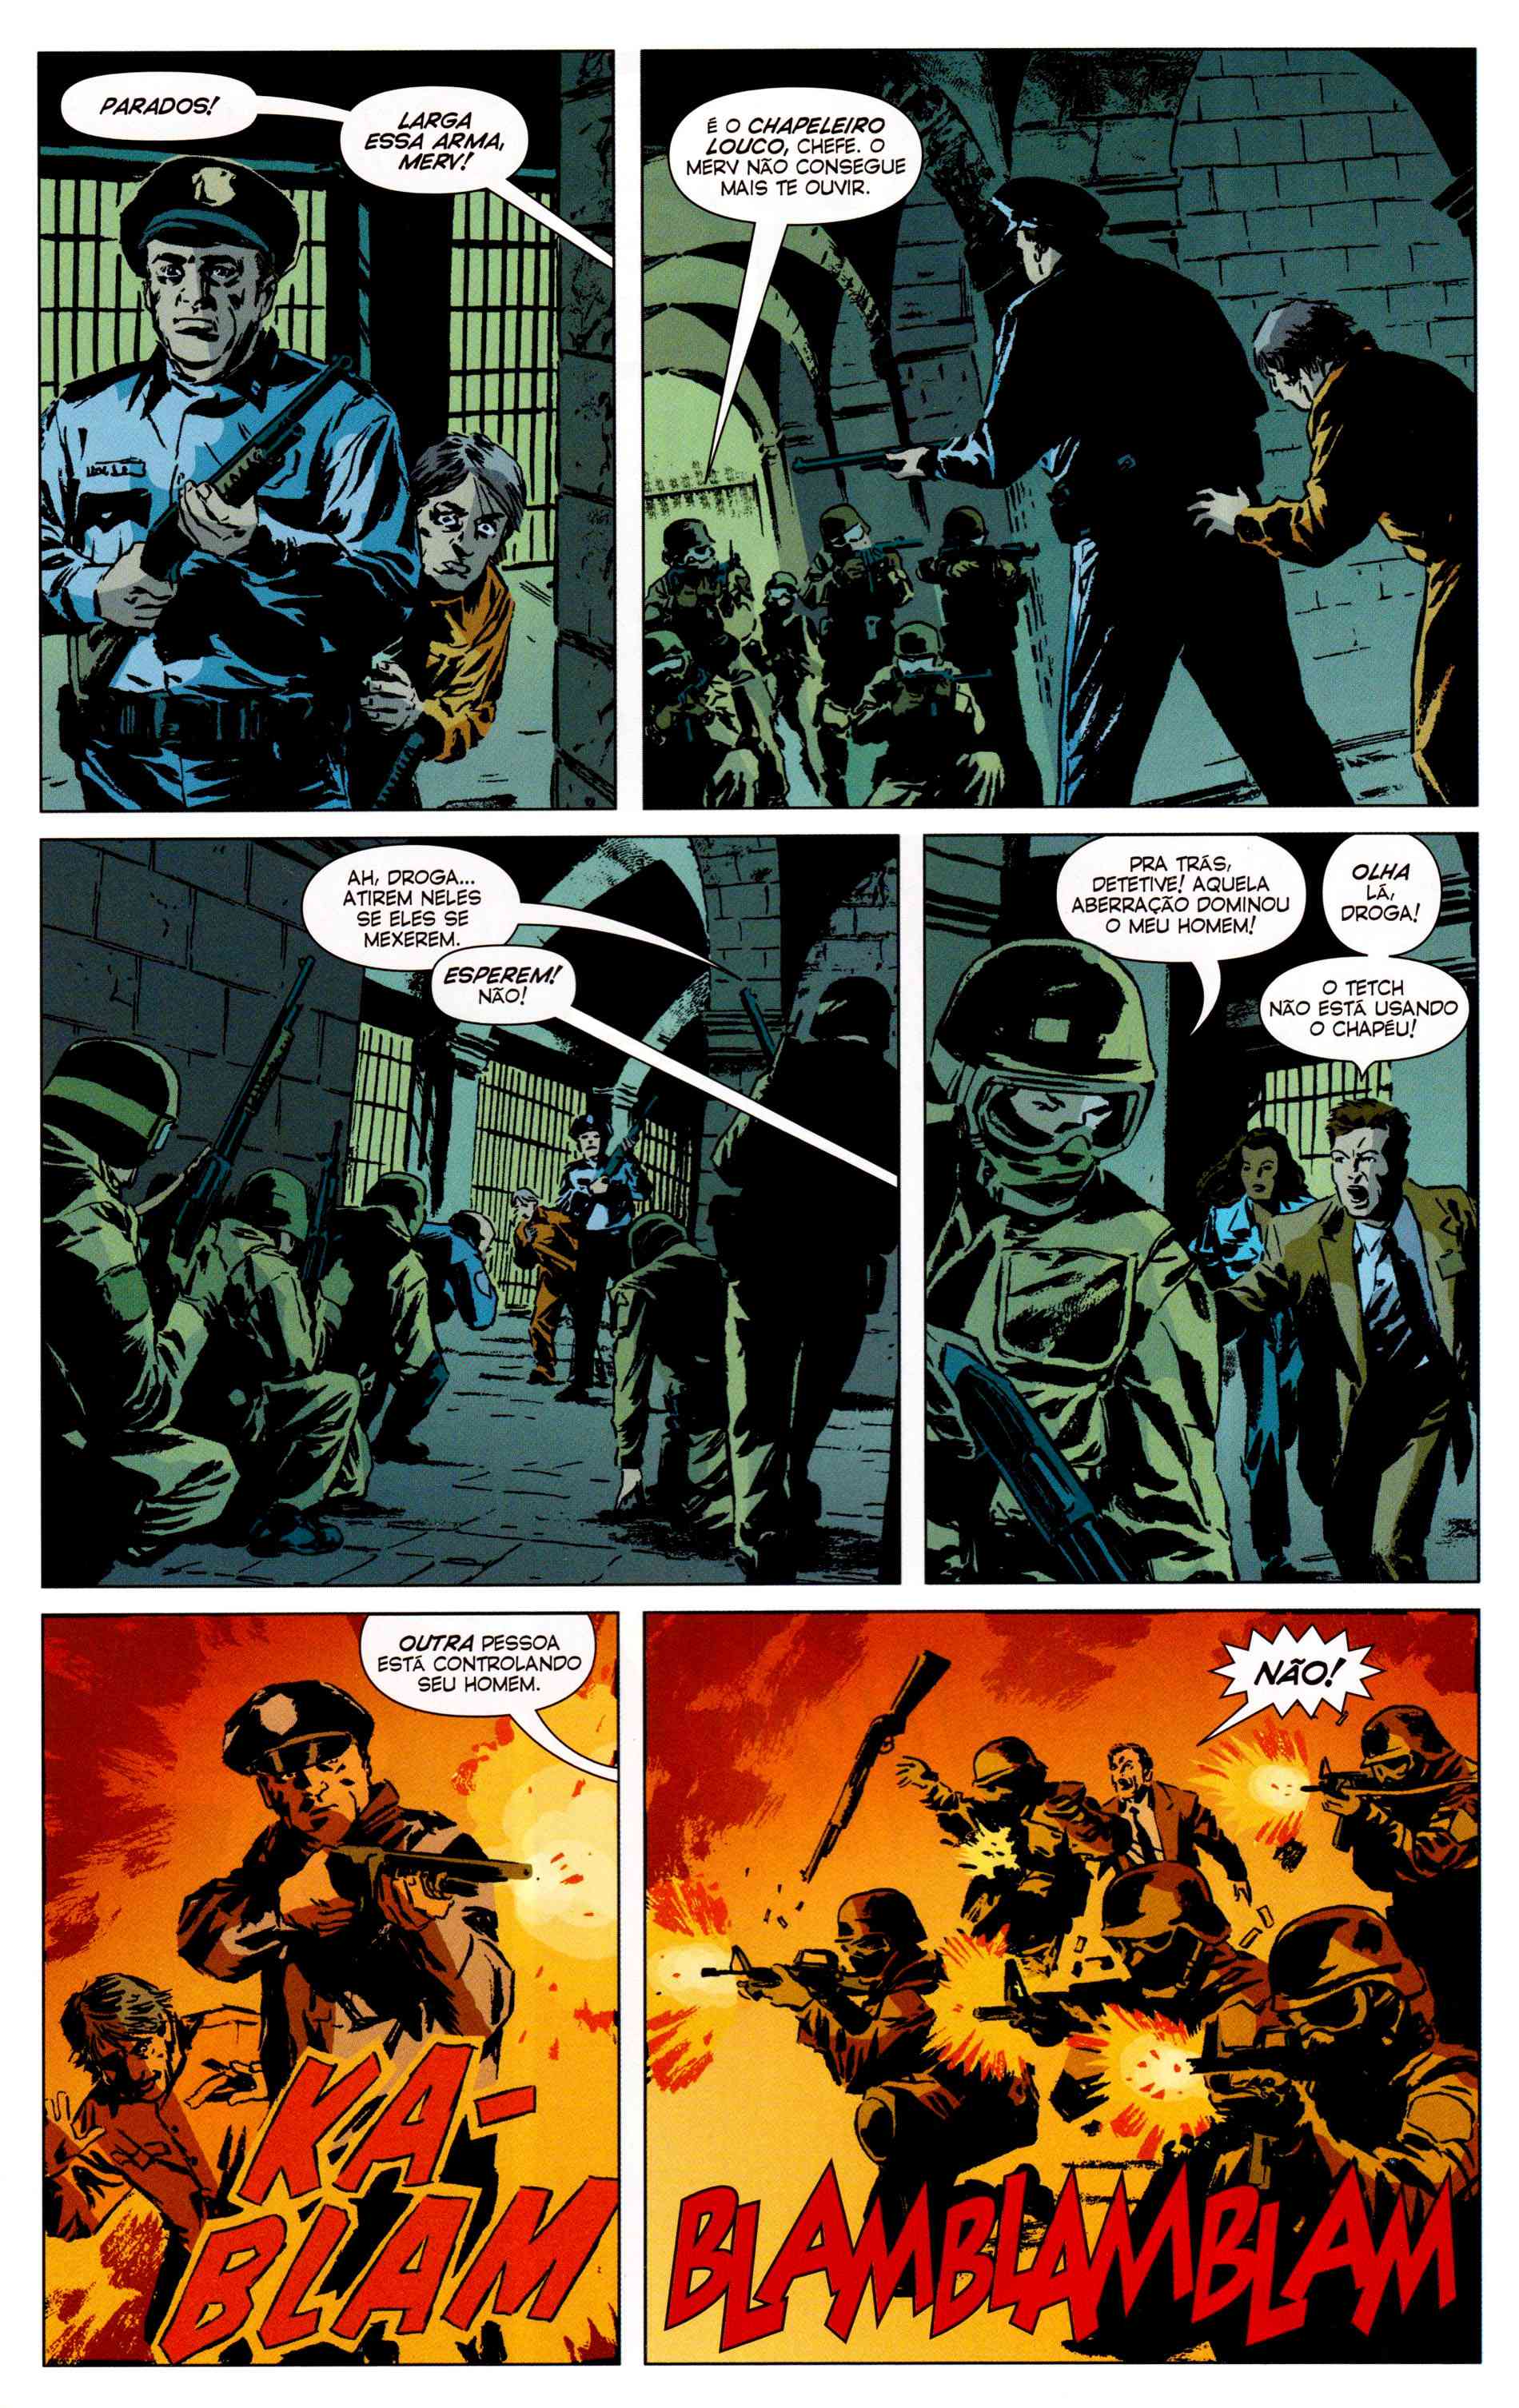 PARADOS!
LARGA
ESSA ARMA,
MERV!
É O CHAPELEIRO
LOUCO, CHEFE. O
MERV NÃO CONSEGUE
MAIS TE OUVIR.
AH, DROGA...
ATIREM NELES
SE ELES SE
MEXEREM.
ESPEREM!
NÃO!
PRA TRÁS,
DETETIVE! AQUELA
ABERRAÇÃO DOMINOU
O MEU HOMEM!
OLHA
LÁ,
DROGA!
O TETCH
NÃO ESTÁ USANDO
O CHAPÉU!
OUTRA PESSOA
ESTÁ CONTROLANDO
SEU HOMEM.
KA-
BLAM
NÃO!
BLAMBLAMBLAM